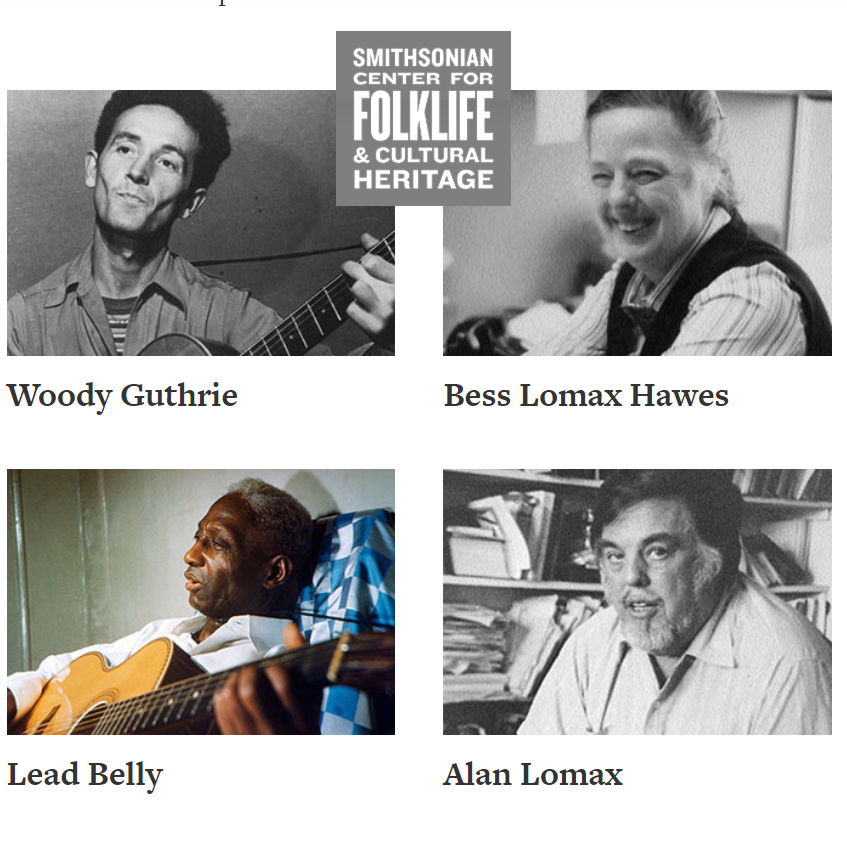 SMITHSONIAN
CENTER FOR
FOLKLIFE
& CULTURAL
HERITAGE
Woody Guthrie
Bess Lomax Hawes
Lead Belly
Alan Lomax